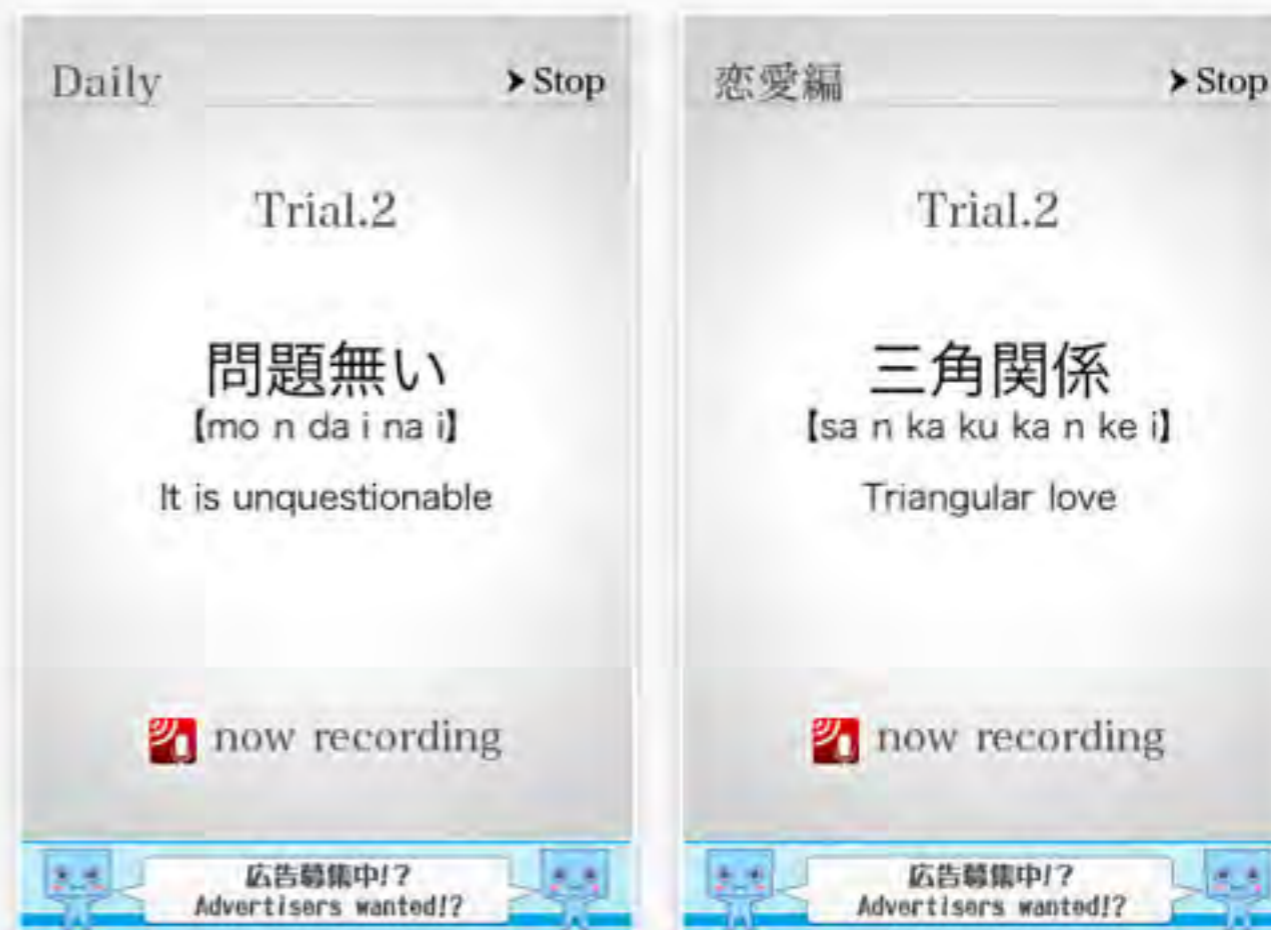 Daily
➤ Stop
Trial.2
問題無い
【mo n da i na i】
It is unquestionable
now recording
広告募集中!?
Advertisers wanted!?
恋愛編
➤ Stop
Trial.2
三角関係
【sa n ka ku ka n ke i】
Triangular love
now recording
広告募集中!?
Advertisers wanted!?